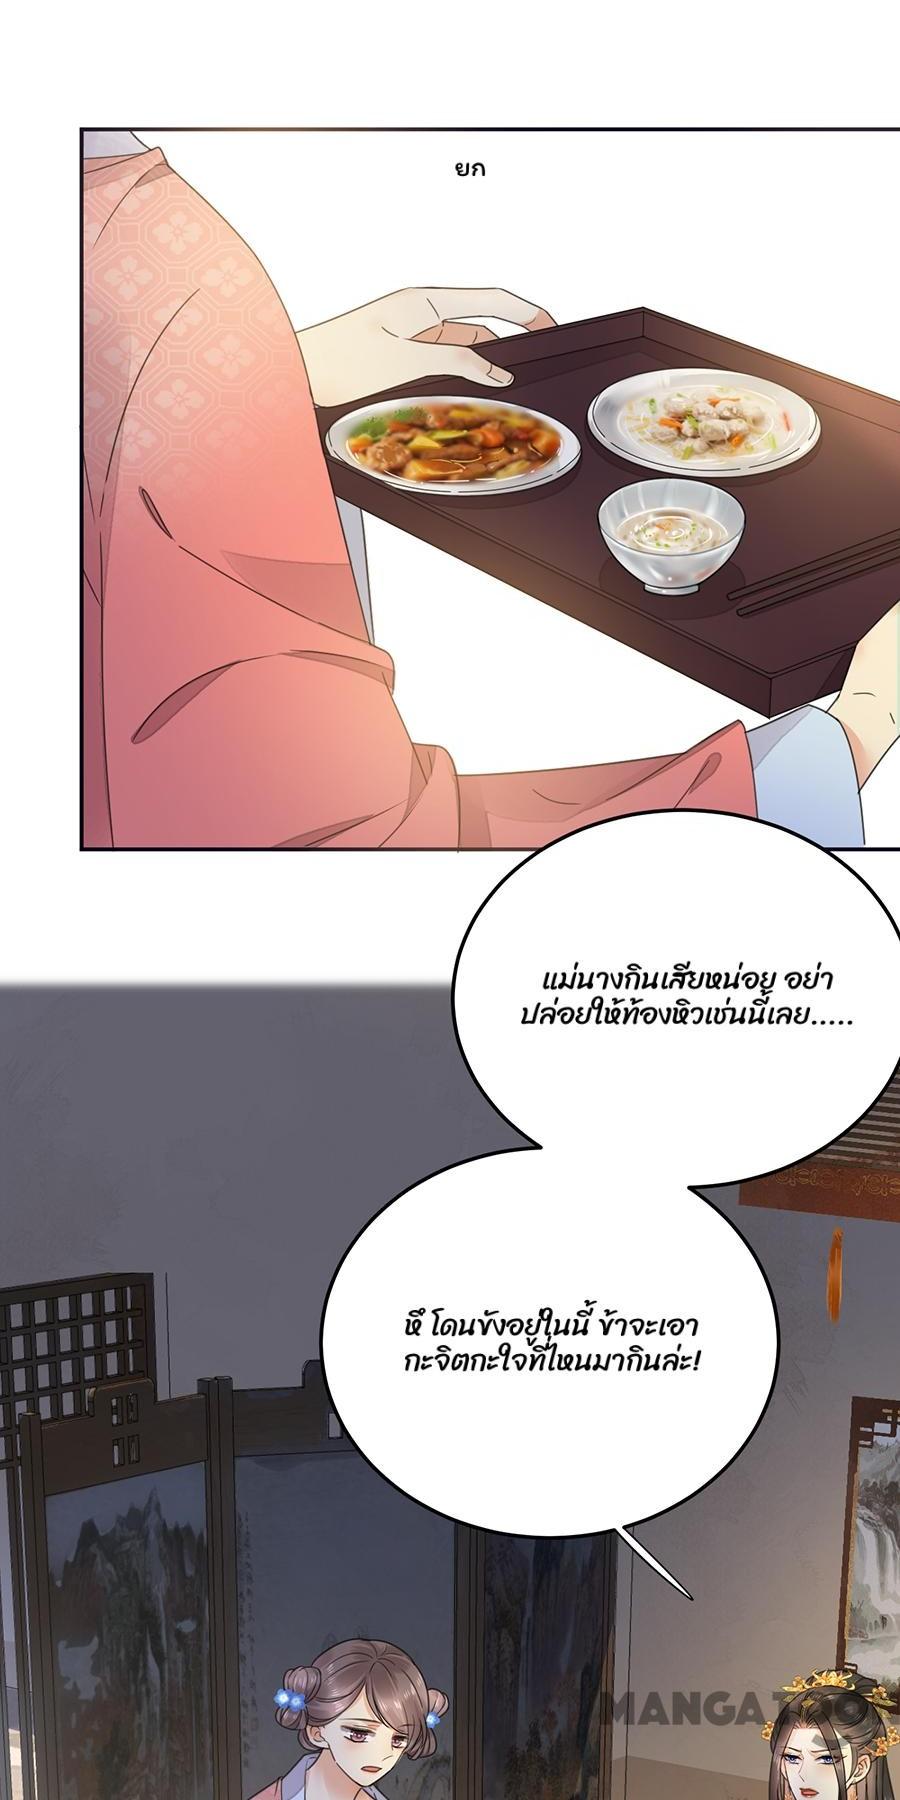 ยก
แม่นางกินเสียหน่อย อย่า
ปล่อยให้ท้องหิวเช่นนี้เลย.....
หึ โดนขังอยู่ในนี้ ข้าจะเอา
กะจิตกะใจที่ไหนมากินล่ะ!
MANGATOON